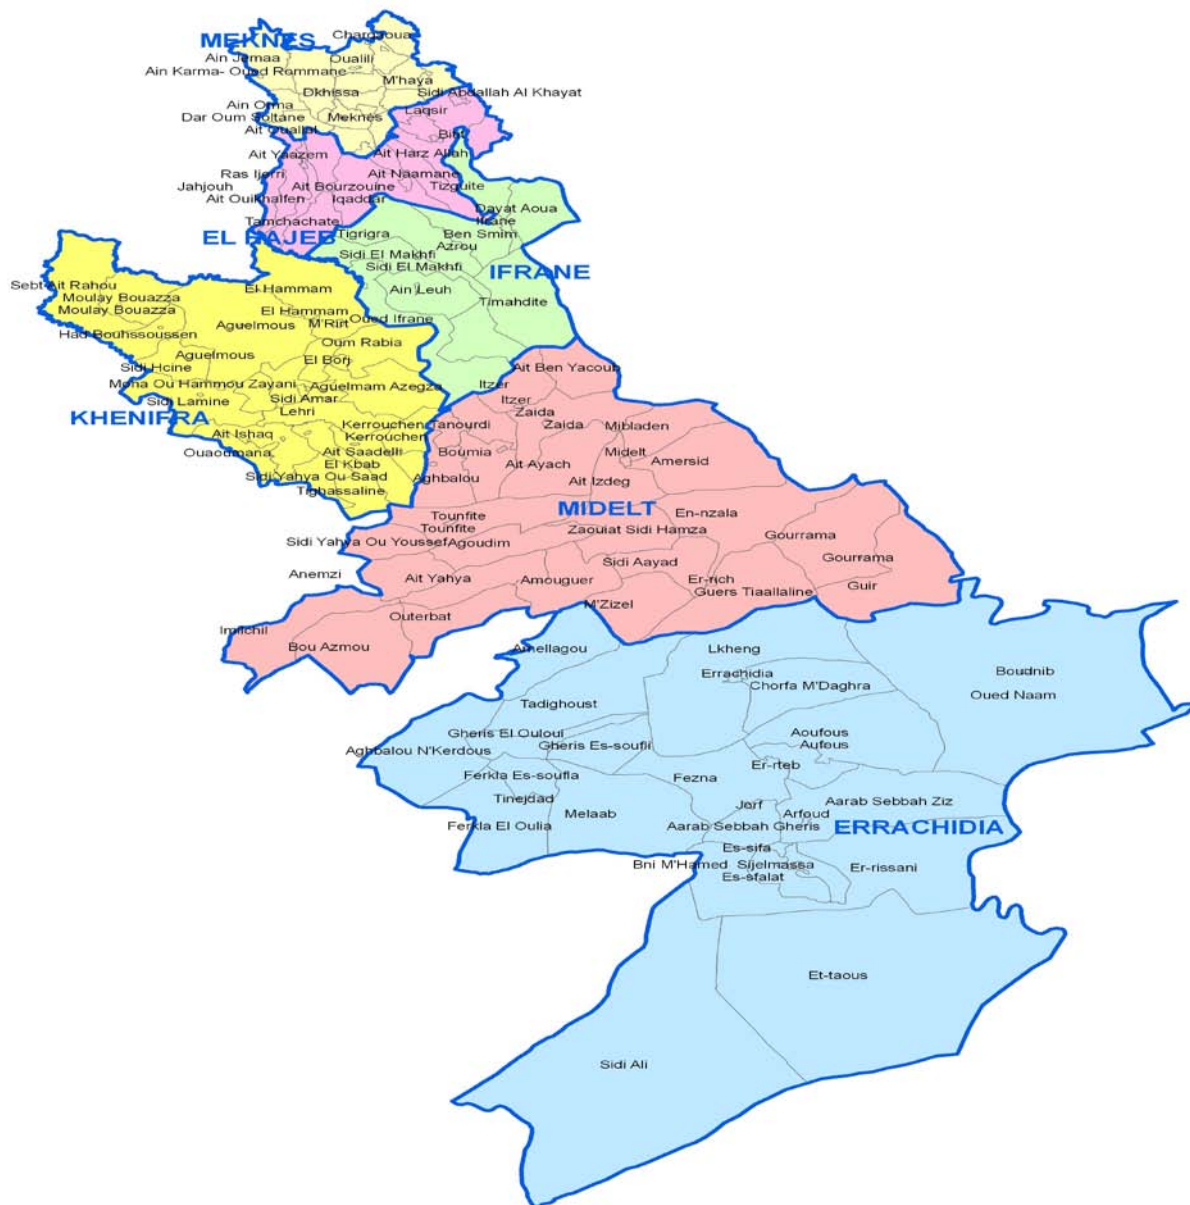 Chargaoua
MEKNES
Ain Jemaa
Oualili
Ain Karma- Oued Rommane
M'haya
Dkhissa
Sidi Abdallah Al Khayat
Ain Orma
Laqsir
Dar Oum Soltane
Meknes
Ait Ouallal
Bitit
Ait Yaazem
Ait Harz Allah
Ras Ijerri
Ait Naamane
Jahjouh
Ait Bourzouine
Tizguite
Ait Ouikhalfen
Iqaddar
Dayat Aoua
Tamchachate
Ifrane
EL HAJEB
Tigrigra
Ben Smim
Azrou
Sidi El Makhfi
Sidi El Makhfi
IFRANE
Sebt Ait Rahou
El Hammam
Ain Leuh
Moulay Bouazza
Timahdite
Moulay Bouazza
El Hammam
Aguelmous
M'Rirt
Oued Ifrane
Had Bouhssoussen
Oum Rabia
Aguelmous
El Borj
Sidi Hcine
Ait Ben Yacoub
Moha Ou Hammou Zayani
Aguelmam Azegza
Itzer
Sidi Lamine
Sidi Amar
Itzer
KHENIFRA
Lehri
Zaida
Kerrouchen
Tanourdi
Zaida
Mibladen
Ait Ishaq
Kerrouchen
Ouaoumana
Ait Saadelli
Boumia
Midelt
El Kbab
Ait Ayach
Amersid
Sidi Yahya Ou Saad
Aghbalou
Ait Izdeg
Tighassaline
MIDELT
Tounfite
En-nzala
Tounfite
Zaouiat Sidi Hamza
Gourrama
Sidi Yahya Ou Youssef
Agoudim
Gourrama
Sidi Aayad
Anemzi
Ait Yahya
Amouguer
Er-rich
Guir
Guers Tiaallaline
M'Zizel
Outerbat
Imilchil
Bou Azmou
Amellagou
Lkheng
Errachidia
Boudnib
Chorfa M'Daghra
Oued Naam
Tadighoust
Gheris El Ouloui
Aoufous
Aghbalou N'Kerdous
Gheris Es-soufli
Aufous
Er-rteb
Ferkla Es-soufla
Fezna
Tinejdad
Jorf
Aarab Sebbah Ziz
Melaab
Arfoud
Ferkla El Oulia
Aarab Sebbah Gheris
ERRACHIDIA
Es-sifa
Bni M'Hamed
Sijelmassa
Er-rissani
Es-sfalat
Et-taous
Sidi Ali